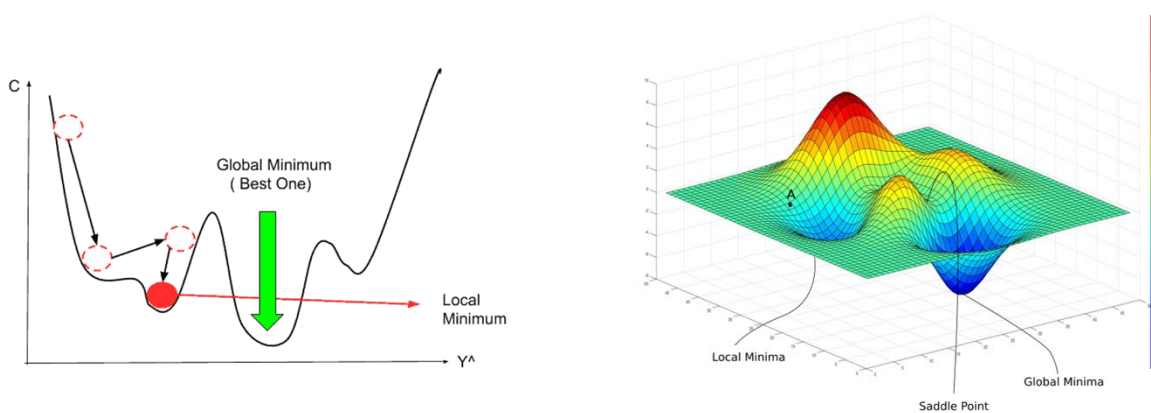 C
Global Minimum
( Best One)
Local
Minimum
Y^
A
Local Minima
Global Minima
Saddle Point